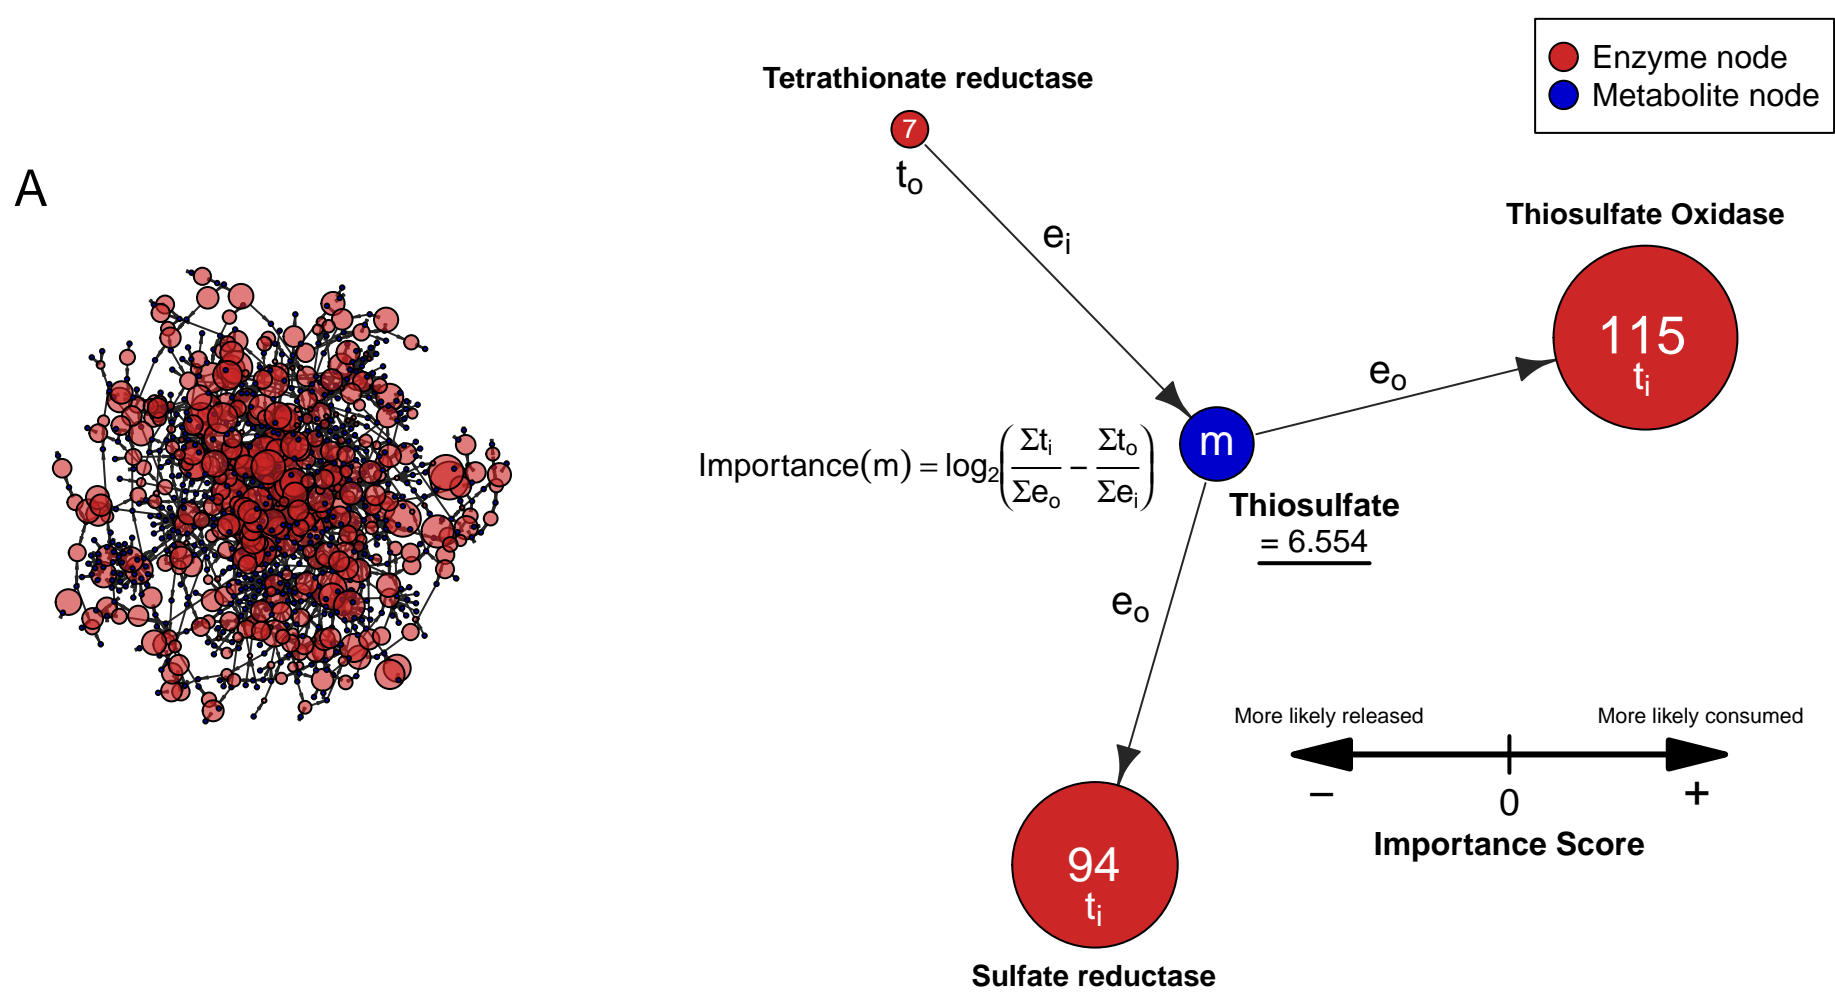 Enzyme node
Metabolite node
Tetrathionate reductase
7
to
A
ei
Thiosulfate Oxidase
115
ti
eo
m
Importance(m) = log2(Σti/Σeo − Σto/Σei)
Thiosulfate
= 6.554
eo
More likely released
More likely consumed
−
0
+
Importance Score
94
ti
Sulfate reductase